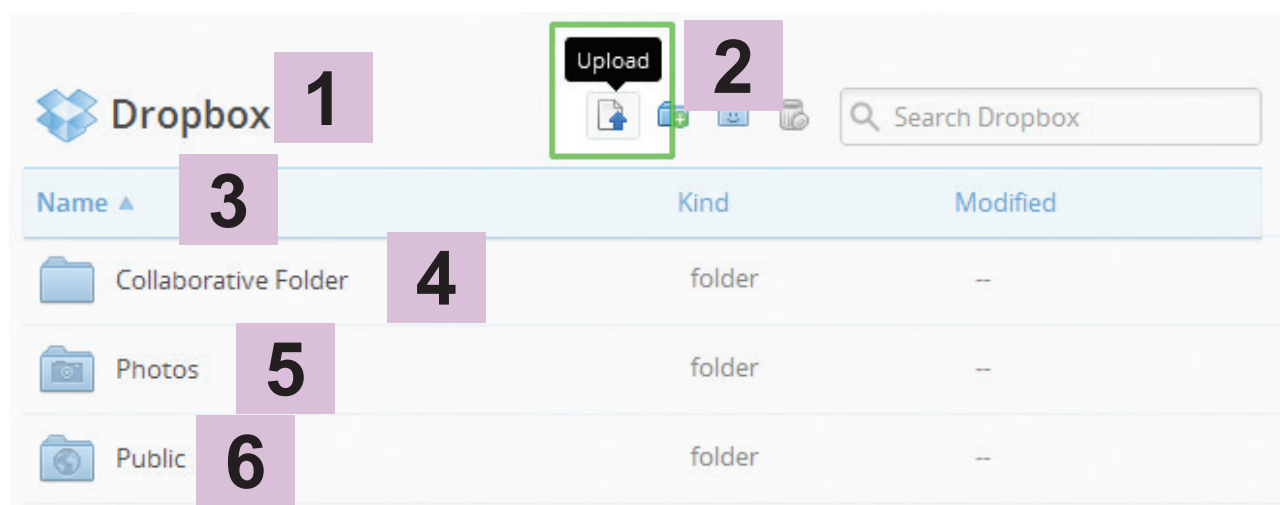 Upload 2
Dropbox 1 Search Dropbox
Name 3 Kind Modified
Collaborative Folder 4 folder --
Photos 5 folder --
Public 6 folder --